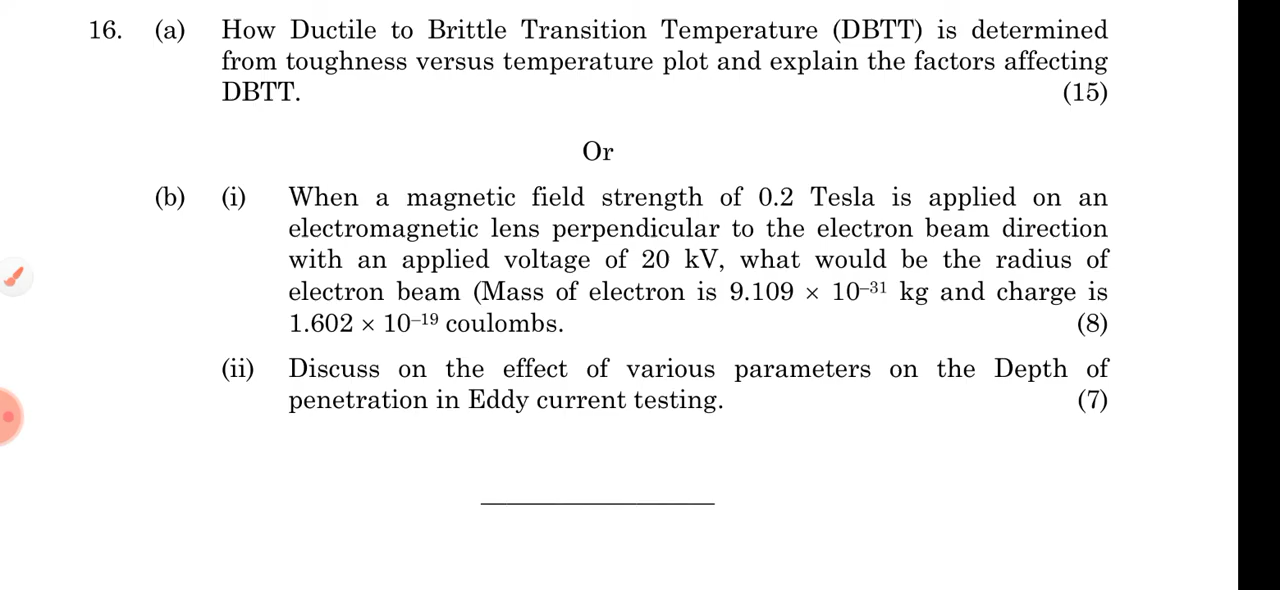 16. (a) How Ductile to Brittle Transition Temperature (DBTT) is determined
from toughness versus temperature plot and explain the factors affecting
DBTT. (15)
Or
(b) (i) When a magnetic field strength of 0.2 Tesla is applied on an
electromagnetic lens perpendicular to the electron beam direction
with an applied voltage of 20 kV, what would be the radius of
electron beam (Mass of electron is 9.109 × 10⁻³¹ kg and charge is
1.602 × 10⁻¹⁹ coulombs. (8)
(ii) Discuss on the effect of various parameters on the Depth of
penetration in Eddy current testing. (7)